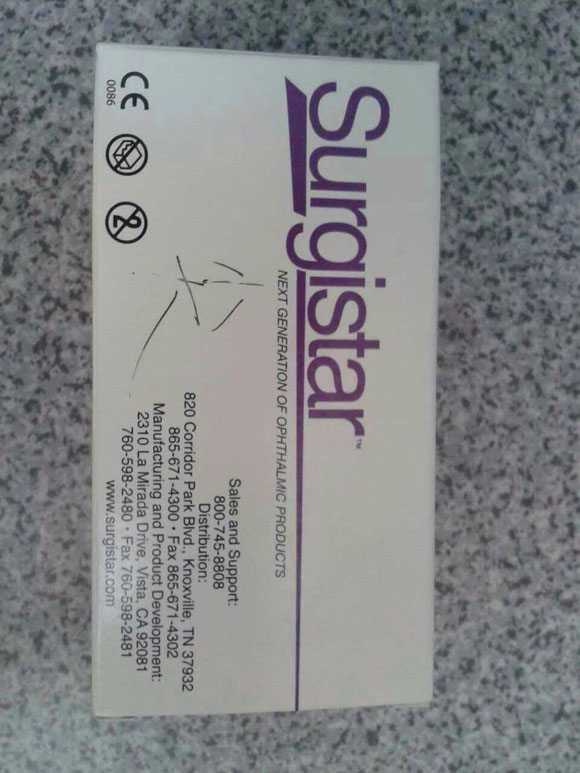 Surgistar™
NEXT GENERATION OF OPHTHALMIC PRODUCTS
Sales and Support:
800-745-8808
Distribution:
820 Corridor Park Blvd., Knoxville, TN 37932
865-671-4300 • Fax 865-671-4302
Manufacturing and Product Development:
2310 La Mirada Drive, Vista, CA 92081
760-598-2480 • Fax 760-598-2481
www.surgistar.com
CE
0086
2